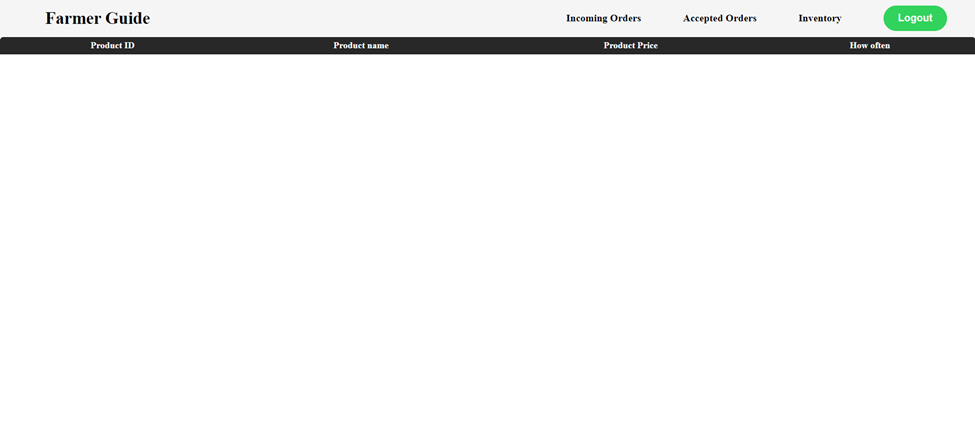 Farmer Guide Incoming Orders Accepted Orders Inventory Logout
Product ID Product name Product Price How often